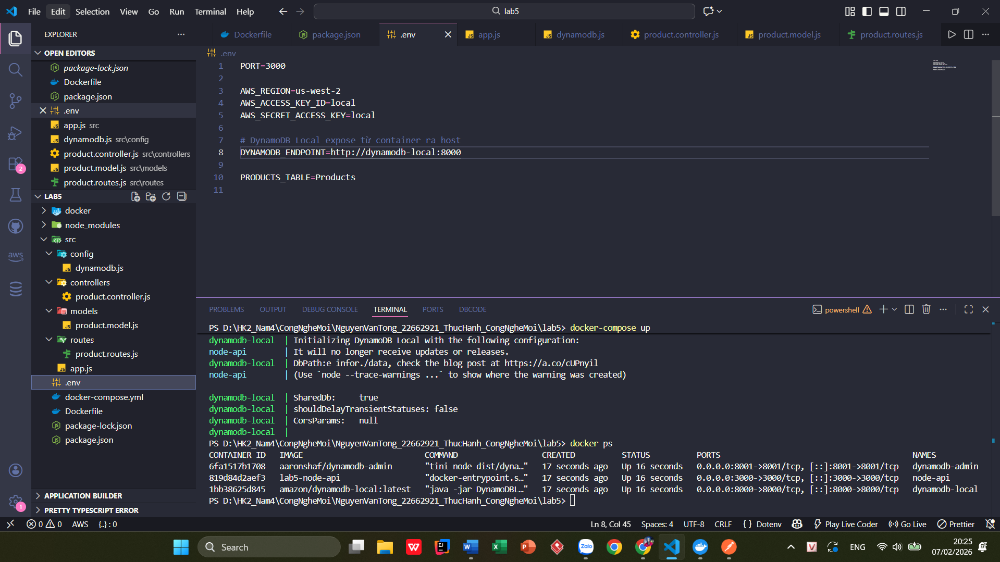 File Edit Selection View Go Run Terminal Help
lab5
EXPLORER
Dockerfile package.json .env app.js dynamodb.js product.controller.js product.model.js product.routes.js
OPEN EDITORS
package-lock.json
Dockerfile
package.json
.env
app.js src
dynamodb.js src\config
product.controller.js src\controllers
product.model.js src\models
product.routes.js src\routes
LAB5
docker
node_modules
src
config
dynamodb.js
controllers
product.controller.js
models
product.model.js
routes
product.routes.js
app.js
.env
docker-compose.yml
Dockerfile
package-lock.json
package.json
APPLICATION BUILDER
PRETTY TYPESCRIPT ERROR
aws
2
1
.env
1 PORT=3000
2
3 AWS_REGION=us-west-2
4 AWS_ACCESS_KEY_ID=local
5 AWS_SECRET_ACCESS_KEY=local
6
7 # DynamoDB Local expose từ container ra host
8 DYNAMODB_ENDPOINT=http://dynamodb-local:8000
9
10 PRODUCTS_TABLE=Products
11
PROBLEMS OUTPUT DEBUG CONSOLE TERMINAL PORTS DBCODE
powershell
PS D:\HK2_Nam4\CongNgheMoi\NguyenVanTong_22662921_ThucHanh_CongNgheMoi\lab5> docker-compose up
dynamodb-local | Initializing DynamoDB Local with the following configuration:
node-api | It will no longer receive updates or releases.
dynamodb-local | DbPath:e infor./data, check the blog post at https://a.co/cUPnyil
node-api | (Use `node --trace-warnings ...` to show where the warning was created)
dynamodb-local | SharedDb: true
dynamodb-local | shouldDelayTransientStatuses: false
dynamodb-local | CorsParams: null
dynamodb-local |
PS D:\HK2_Nam4\CongNgheMoi\NguyenVanTong_22662921_ThucHanh_CongNgheMoi\lab5> docker ps
CONTAINER ID IMAGE COMMAND CREATED STATUS PORTS NAMES
6fa1517b1708 aaronshaf/dynamodb-admin "tini node dist/dyna…" 17 seconds ago Up 16 seconds 0.0.0.0:8001->8001/tcp, [::]:8001->8001/tcp dynamodb-admin
819d84d2aef3 lab5-node-api "docker-entrypoint.s…" 17 seconds ago Up 16 seconds 0.0.0.0:3000->3000/tcp, [::]:3000->3000/tcp node-api
1bb38625d845 amazon/dynamodb-local:latest "java -jar DynamoDBL…" 17 seconds ago Up 16 seconds 0.0.0.0:8000->8000/tcp, [::]:8000->8000/tcp dynamodb-local
PS D:\HK2_Nam4\CongNgheMoi\NguyenVanTong_22662921_ThucHanh_CongNgheMoi\lab5>
0 0 AWS {..} : 0
Ln 8, Col 45 Spaces: 4 UTF-8 CRLF { } Dotenv Play Live Coder Go Live Prettier
Search
Zalo
ENG
20:25
07/02/2026